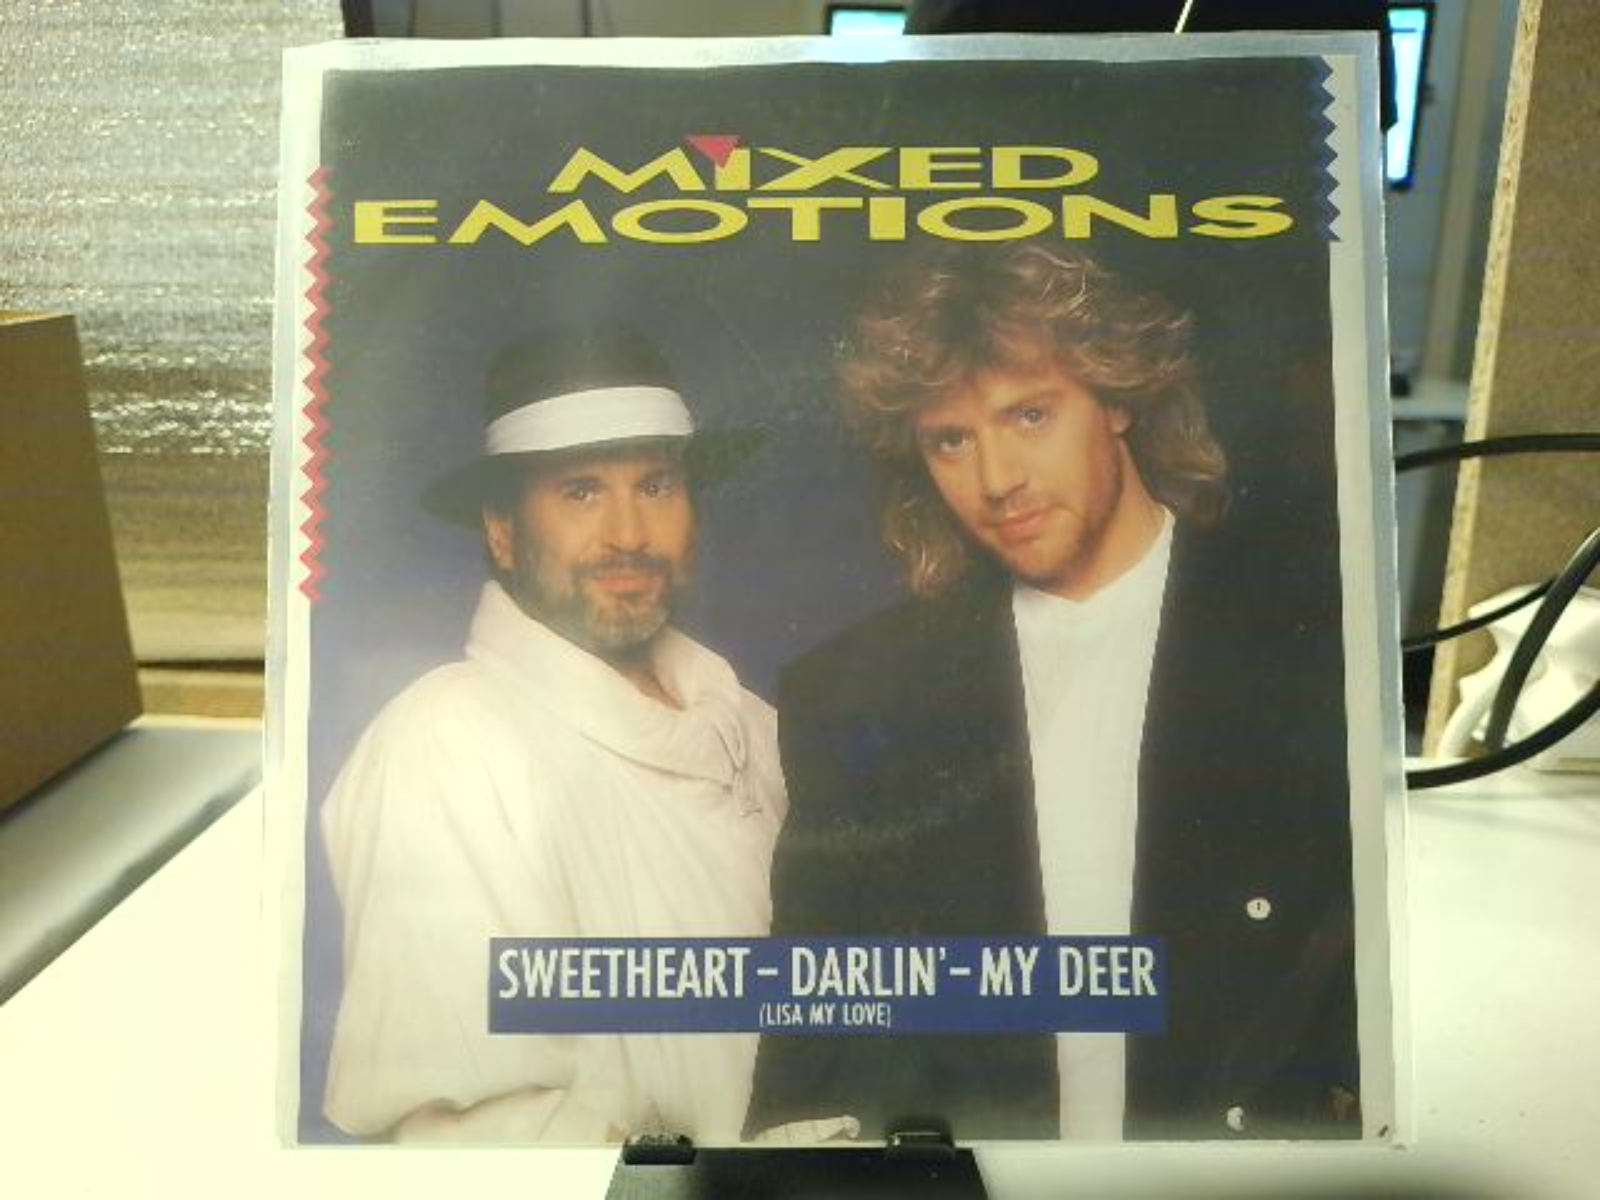 MIXED
EMOTIONS
SWEETHEART – DARLIN' – MY DEER
(LISA MY LOVE)